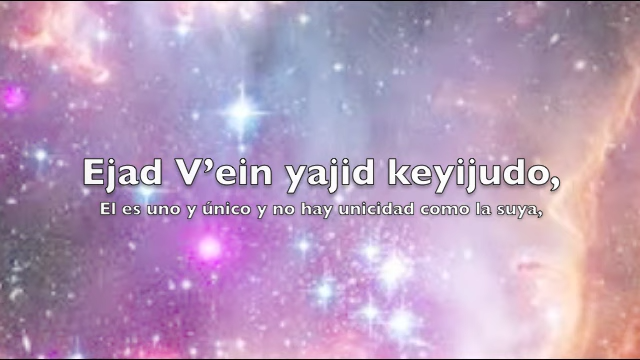 Ejad V’ein yajid keyijudo,
El es uno y único y no hay unicidad como la suya,